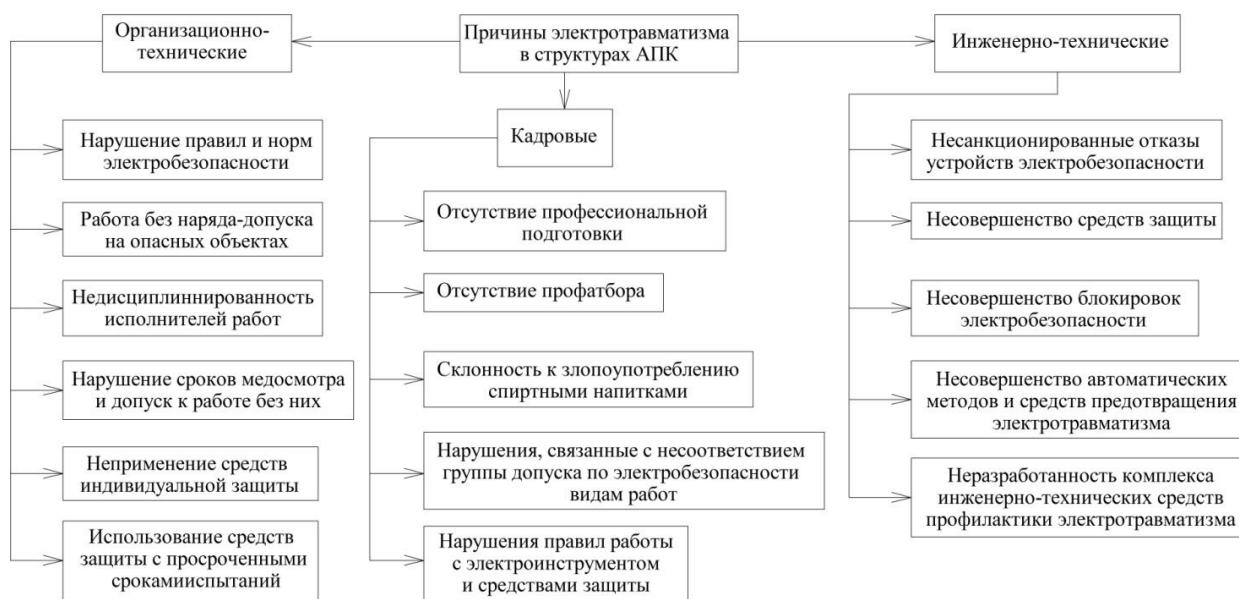 Организационно-
технические
Причины электротравматизма
в структурах АПК
Инженерно-технические
Нарушение правил и норм
электробезопасности
Работа без наряда-допуска
на опасных объектах
Недисциплиннированность
исполнителей работ
Нарушение сроков медосмотра
и допуск к работе без них
Неприменение средств
индивидуальной защиты
Использование средств
защиты с просроченными
срокамииспытаний
Кадровые
Отсутствие профессиональной
подготовки
Отсутствие профатбора
Склонность к злопоупотреблению
спиртными напитками
Нарушения, связанные с несоответствием
группы допуска по электробезопасности
видам работ
Нарушения правил работы
с электроинструментом
и средствами защиты
Несанкционированные отказы
устройств электробезопасности
Несовершенство средств защиты
Несовершенство блокировок
электробезопасности
Несовершенство автоматических
методов и средств предотвращения
электротравматизма
Неразработанность комплекса
инженерно-технических средств
профилактики электротравматизма